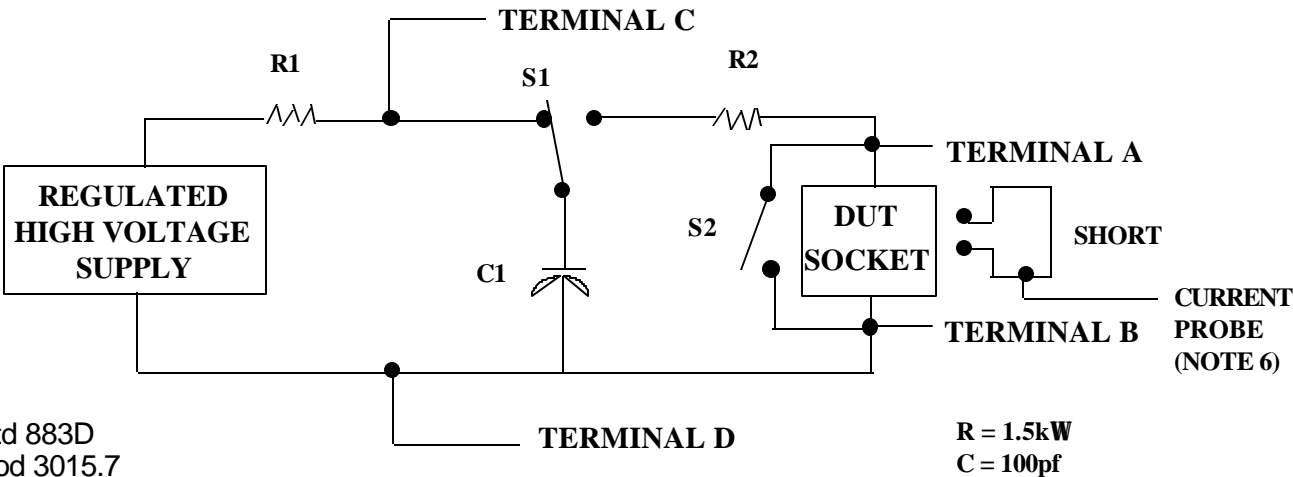 TERMINAL C
R1
S1
R2
TERMINAL A
REGULATED
HIGH VOLTAGE
SUPPLY
S2
DUT
SOCKET
SHORT
C1
CURRENT
PROBE
(NOTE 6)
TERMINAL B
TERMINAL D
883D
3015.7
R = 1.5kW
C = 100pf